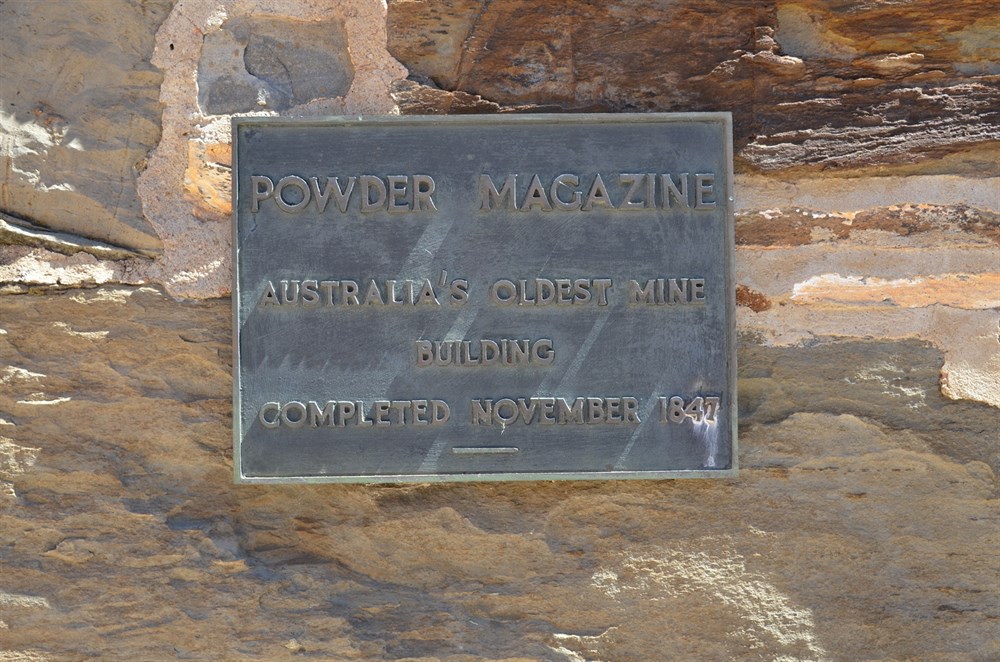 POWDER MAGAZINE
AUSTRALIA'S OLDEST MINE
BUILDING
COMPLETED NOVEMBER 1847